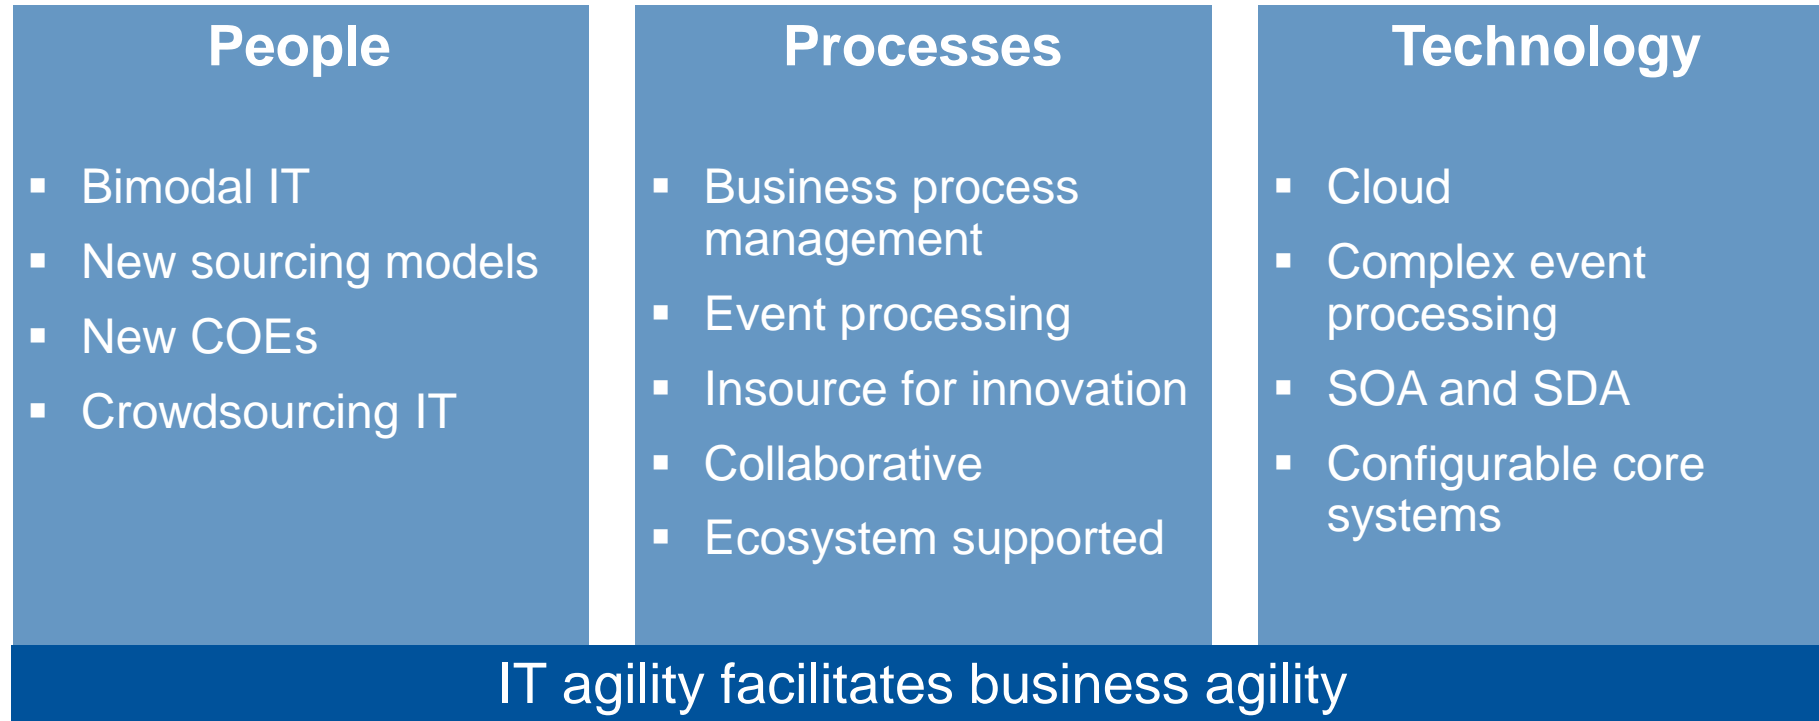 People
▪ Bimodal IT
▪ New sourcing models
▪ New COEs
▪ Crowdsourcing IT
Processes
▪ Business process
management
▪ Event processing
▪ Insource for innovation
▪ Collaborative
▪ Ecosystem supported
Technology
▪ Cloud
▪ Complex event
processing
▪ SOA and SDA
▪ Configurable core
systems
IT agility facilitates business agility